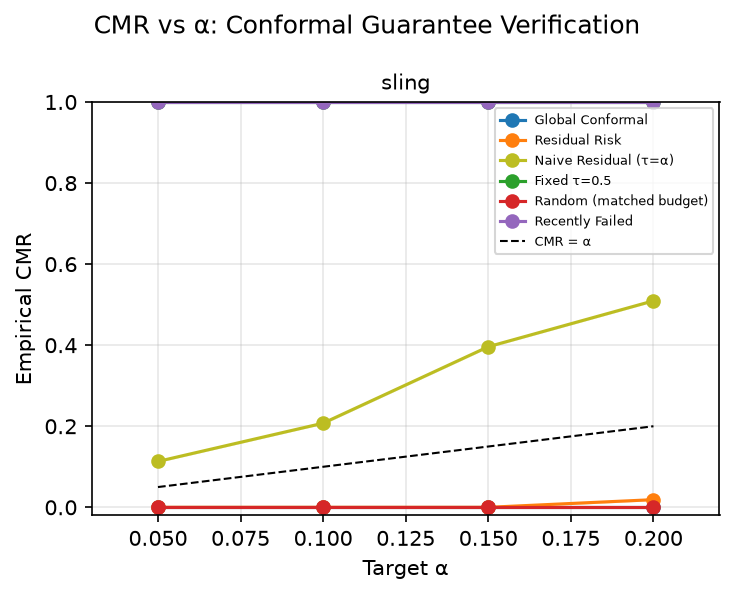 CMR vs α: Conformal Guarantee Verification
sling
1.0
0.8
0.6
0.4
0.2
0.0
Empirical CMR
Global Conformal
Residual Risk
Naive Residual (τ=α)
Fixed τ=0.5
Random (matched budget)
Recently Failed
CMR = α
0.050 0.075 0.100 0.125 0.150 0.175 0.200
Target α